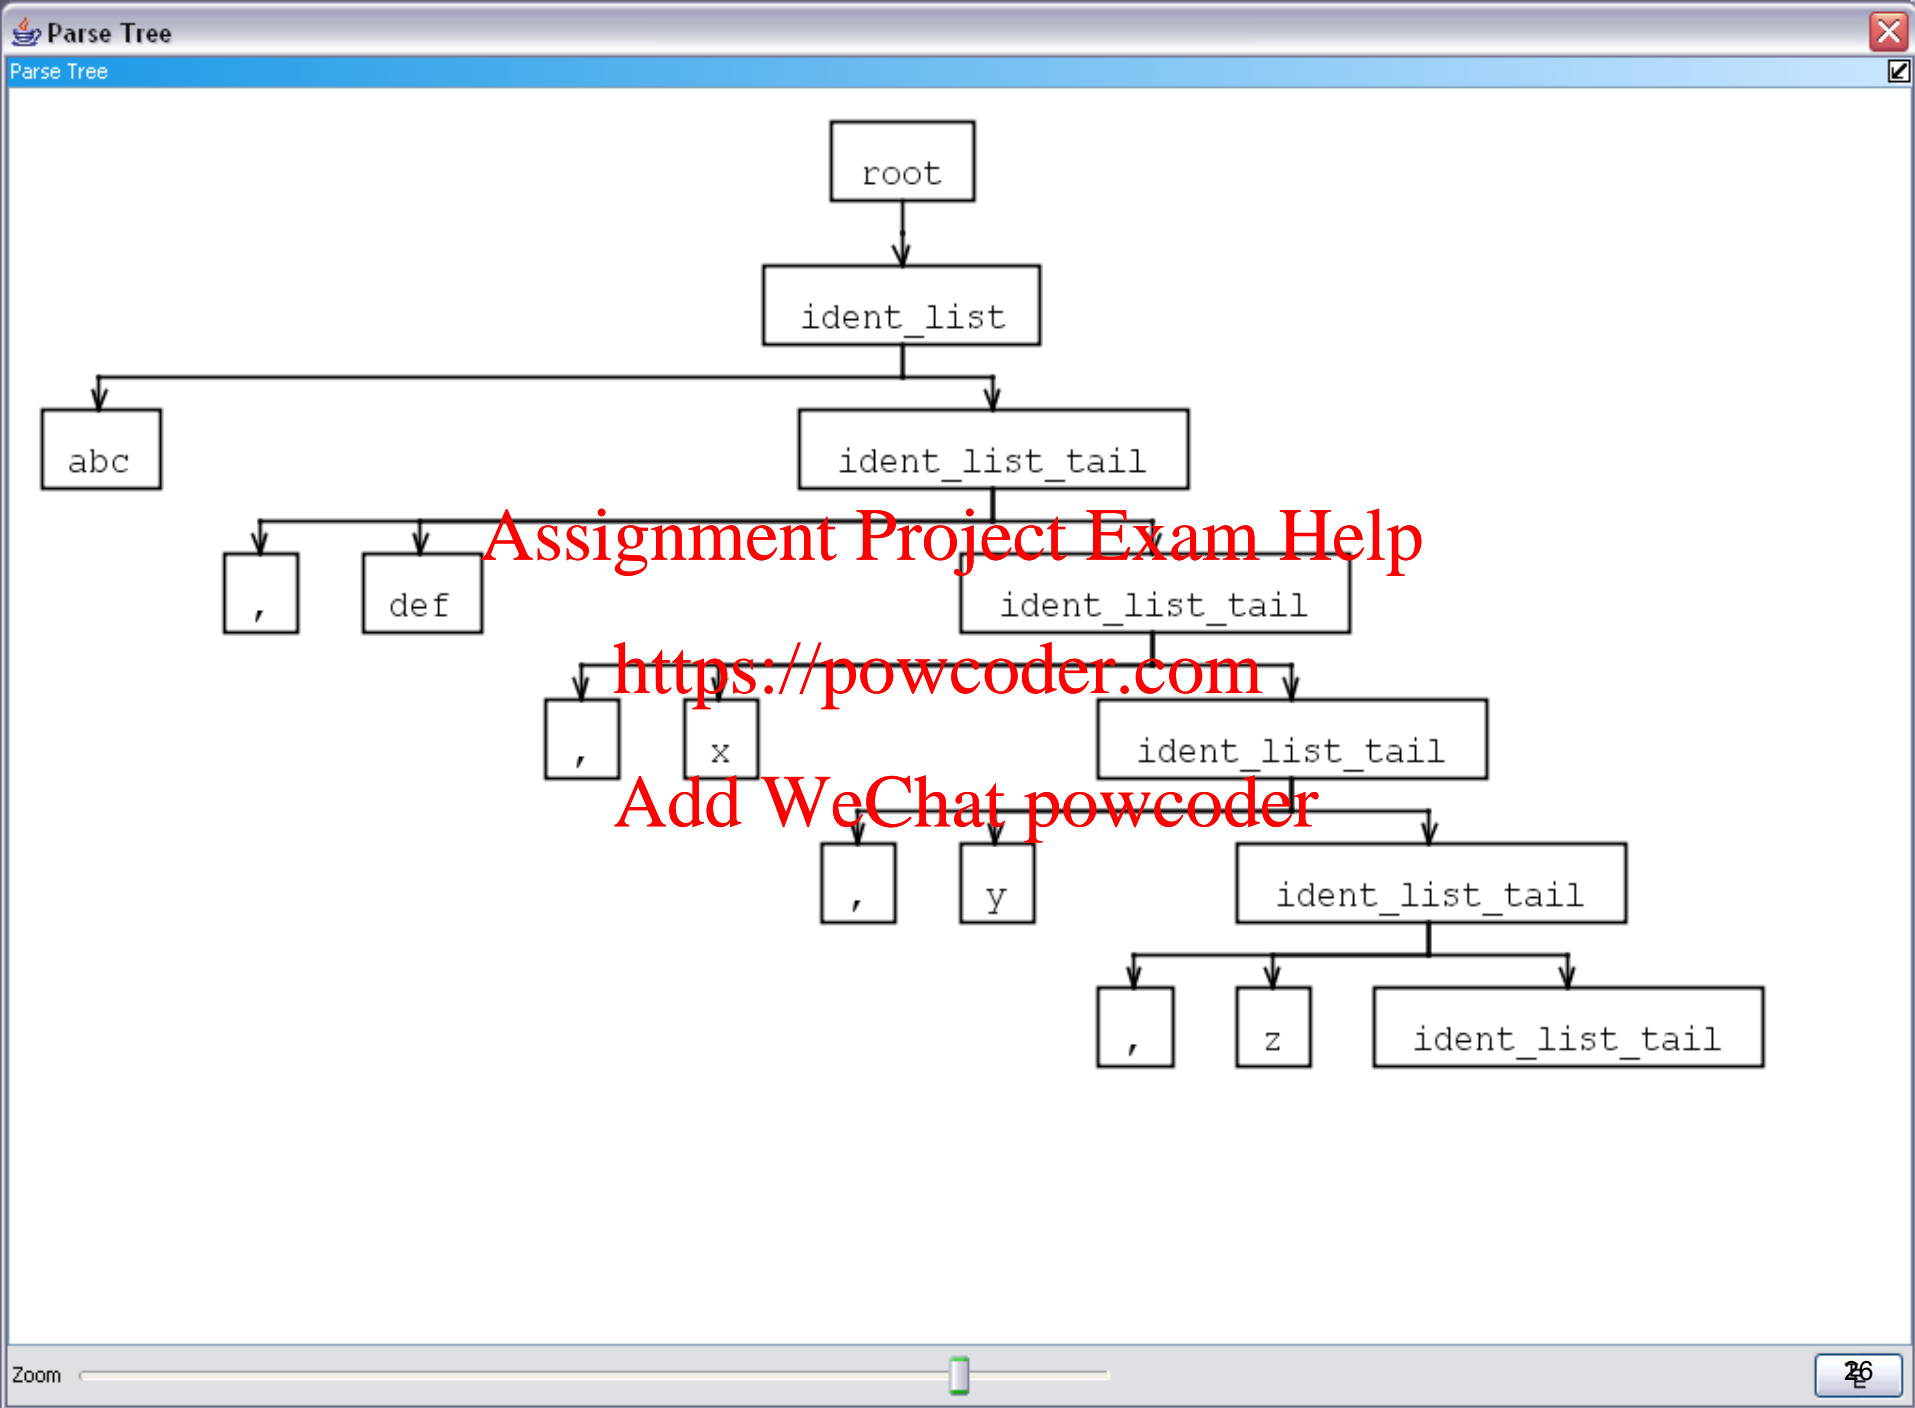 Parse Tree
Parse Tree
root
ident_list
abc ident_list_tail
Assignment Project Exam Help
, def ident_list_tail
https://powcoder.com
, x ident_list_tail
Add WeChat powcoder
, y ident_list_tail
, z ident_list_tail
Zoom
26